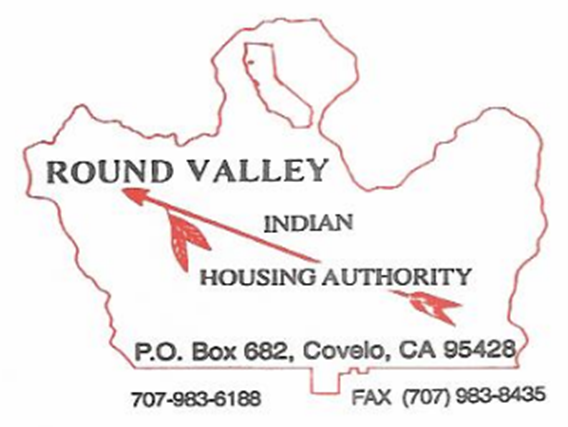 ROUND VALLEY
INDIAN
HOUSING AUTHORITY
P.O. Box 682, Covelo, CA 95428
707-983-6188 FAX (707) 983-8435